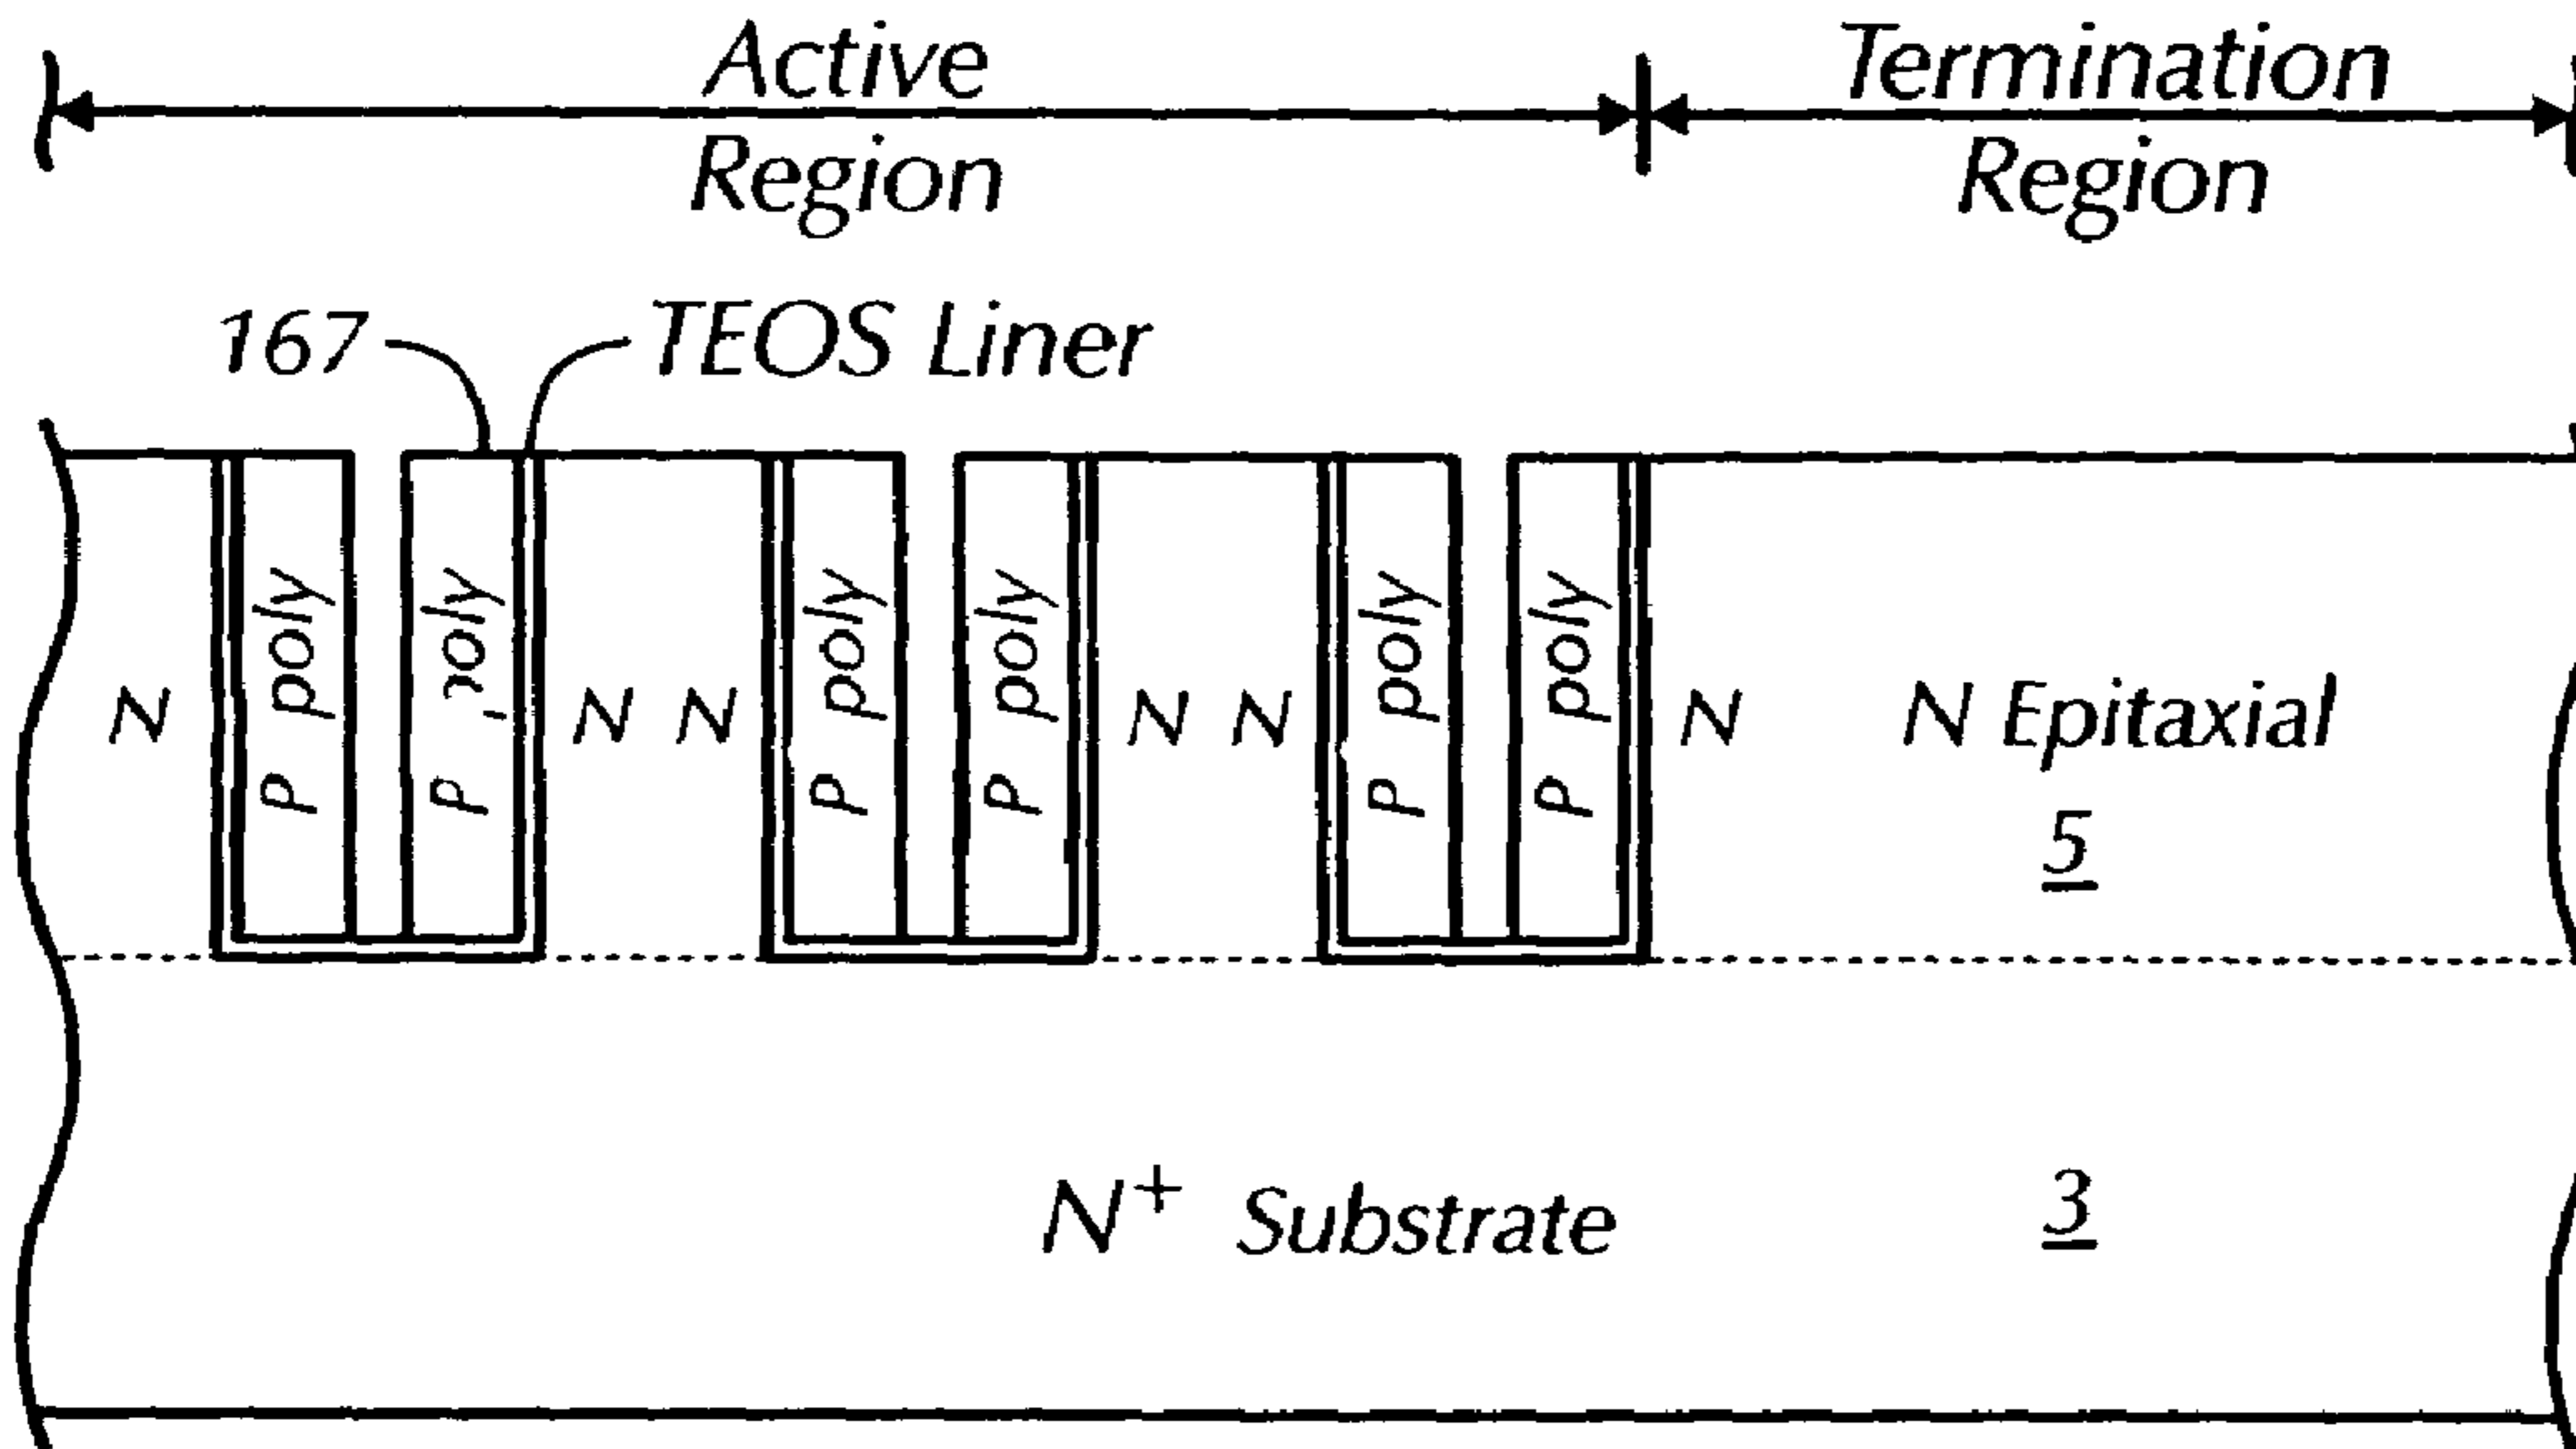 Active
Region
Termination
Region
167
TEOS Liner
P poly
P poly
P poly
P poly
P poly
P poly
N
N
N
N
N
N
N Epitaxial
5
N+ Substrate
3